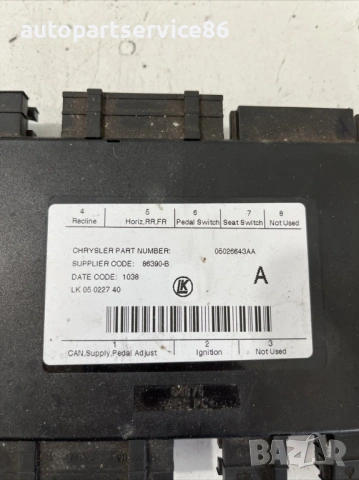 autopartservice86
4 5 6 7 8
Recline Horiz,RR,FR Pedal Switch Seat Switch Not Used
CHRYSLER PART NUMBER: 05026643AA
SUPPLIER CODE: 86390-B
DATE CODE: 1038
LK 05 0227 40
LK
A
1 2 3
CAN,Supply,Pedal Adjust Ignition Not Used
bazar